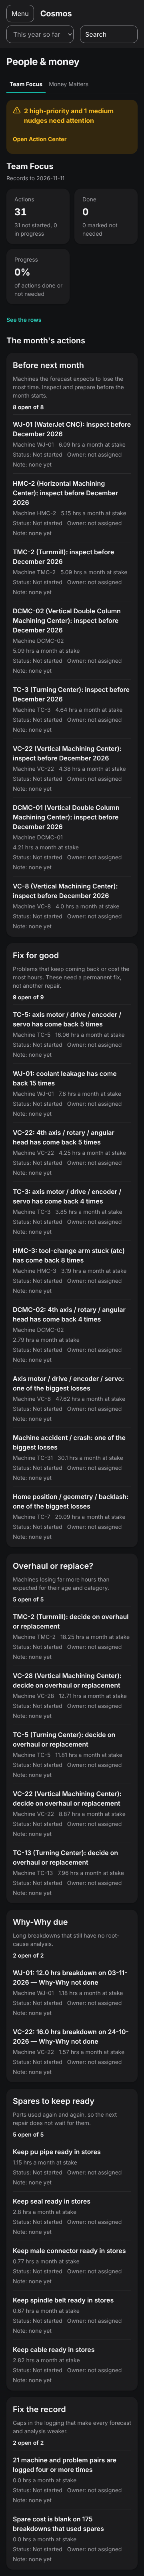 Menu
Cosmos
This year so far
Search
People & money
Team Focus
Money Matters
2 high-priority and 1 medium
nudges need attention
Open Action Center
Team Focus
Records to 2026-11-11
Actions
31
31 not started, 0
in progress
Done
0
0 marked not
needed
Progress
0%
of actions done or
not needed
See the rows
The month's actions
Before next month
Machines the forecast expects to lose the
most time. Inspect and prepare before the
month starts.
8 open of 8
WJ-01 (WaterJet CNC): inspect before
December 2026
Machine WJ-01 6.09 hrs a month at stake
Status: Not started Owner: not assigned
Note: none yet
HMC-2 (Horizontal Machining
Center): inspect before December
2026
Machine HMC-2 5.15 hrs a month at stake
Status: Not started Owner: not assigned
Note: none yet
TMC-2 (Turnmill): inspect before
December 2026
Machine TMC-2 5.09 hrs a month at stake
Status: Not started Owner: not assigned
Note: none yet
DCMC-02 (Vertical Double Column
Machining Center): inspect before
December 2026
Machine DCMC-02
5.09 hrs a month at stake
Status: Not started Owner: not assigned
Note: none yet
TC-3 (Turning Center): inspect before
December 2026
Machine TC-3 4.64 hrs a month at stake
Status: Not started Owner: not assigned
Note: none yet
VC-22 (Vertical Machining Center):
inspect before December 2026
Machine VC-22 4.38 hrs a month at stake
Status: Not started Owner: not assigned
Note: none yet
DCMC-01 (Vertical Double Column
Machining Center): inspect before
December 2026
Machine DCMC-01
4.21 hrs a month at stake
Status: Not started Owner: not assigned
Note: none yet
VC-8 (Vertical Machining Center):
inspect before December 2026
Machine VC-8 4.0 hrs a month at stake
Status: Not started Owner: not assigned
Note: none yet
Fix for good
Problems that keep coming back or cost the
most hours. These need a permanent fix,
not another repair.
9 open of 9
TC-5: axis motor / drive / encoder /
servo has come back 5 times
Machine TC-5 16.06 hrs a month at stake
Status: Not started Owner: not assigned
Note: none yet
WJ-01: coolant leakage has come
back 15 times
Machine WJ-01 7.8 hrs a month at stake
Status: Not started Owner: not assigned
Note: none yet
VC-22: 4th axis / rotary / angular
head has come back 5 times
Machine VC-22 4.25 hrs a month at stake
Status: Not started Owner: not assigned
Note: none yet
TC-3: axis motor / drive / encoder /
servo has come back 4 times
Machine TC-3 3.85 hrs a month at stake
Status: Not started Owner: not assigned
Note: none yet
HMC-3: tool-change arm stuck (atc)
has come back 8 times
Machine HMC-3 3.19 hrs a month at stake
Status: Not started Owner: not assigned
Note: none yet
DCMC-02: 4th axis / rotary / angular
head has come back 4 times
Machine DCMC-02
2.79 hrs a month at stake
Status: Not started Owner: not assigned
Note: none yet
Axis motor / drive / encoder / servo:
one of the biggest losses
Machine VC-8 47.62 hrs a month at stake
Status: Not started Owner: not assigned
Note: none yet
Machine accident / crash: one of the
biggest losses
Machine TC-31 30.1 hrs a month at stake
Status: Not started Owner: not assigned
Note: none yet
Home position / geometry / backlash:
one of the biggest losses
Machine TC-7 29.09 hrs a month at stake
Status: Not started Owner: not assigned
Note: none yet
Overhaul or replace?
Machines losing far more hours than
expected for their age and category.
5 open of 5
TMC-2 (Turnmill): decide on overhaul
or replacement
Machine TMC-2 18.25 hrs a month at stake
Status: Not started Owner: not assigned
Note: none yet
VC-28 (Vertical Machining Center):
decide on overhaul or replacement
Machine VC-28 12.71 hrs a month at stake
Status: Not started Owner: not assigned
Note: none yet
TC-5 (Turning Center): decide on
overhaul or replacement
Machine TC-5 11.81 hrs a month at stake
Status: Not started Owner: not assigned
Note: none yet
VC-22 (Vertical Machining Center):
decide on overhaul or replacement
Machine VC-22 8.87 hrs a month at stake
Status: Not started Owner: not assigned
Note: none yet
TC-13 (Turning Center): decide on
overhaul or replacement
Machine TC-13 7.96 hrs a month at stake
Status: Not started Owner: not assigned
Note: none yet
Why-Why due
Long breakdowns that still have no root-
cause analysis.
2 open of 2
WJ-01: 12.0 hrs breakdown on 03-11-
2026 — Why-Why not done
Machine WJ-01 1.18 hrs a month at stake
Status: Not started Owner: not assigned
Note: none yet
VC-22: 16.0 hrs breakdown on 24-10-
2026 — Why-Why not done
Machine VC-22 1.57 hrs a month at stake
Status: Not started Owner: not assigned
Note: none yet
Spares to keep ready
Parts used again and again, so the next
repair does not wait for them.
5 open of 5
Keep pu pipe ready in stores
1.15 hrs a month at stake
Status: Not started Owner: not assigned
Note: none yet
Keep seal ready in stores
2.8 hrs a month at stake
Status: Not started Owner: not assigned
Note: none yet
Keep male connector ready in stores
0.77 hrs a month at stake
Status: Not started Owner: not assigned
Note: none yet
Keep spindle belt ready in stores
0.67 hrs a month at stake
Status: Not started Owner: not assigned
Note: none yet
Keep cable ready in stores
2.62 hrs a month at stake
Status: Not started Owner: not assigned
Note: none yet
Fix the record
Gaps in the logging that make every forecast
and analysis weaker.
2 open of 2
21 machine and problem pairs are
logged four or more times
0.0 hrs a month at stake
Status: Not started Owner: not assigned
Note: none yet
Spare cost is blank on 175
breakdowns that used spares
0.0 hrs a month at stake
Status: Not started Owner: not assigned
Note: none yet